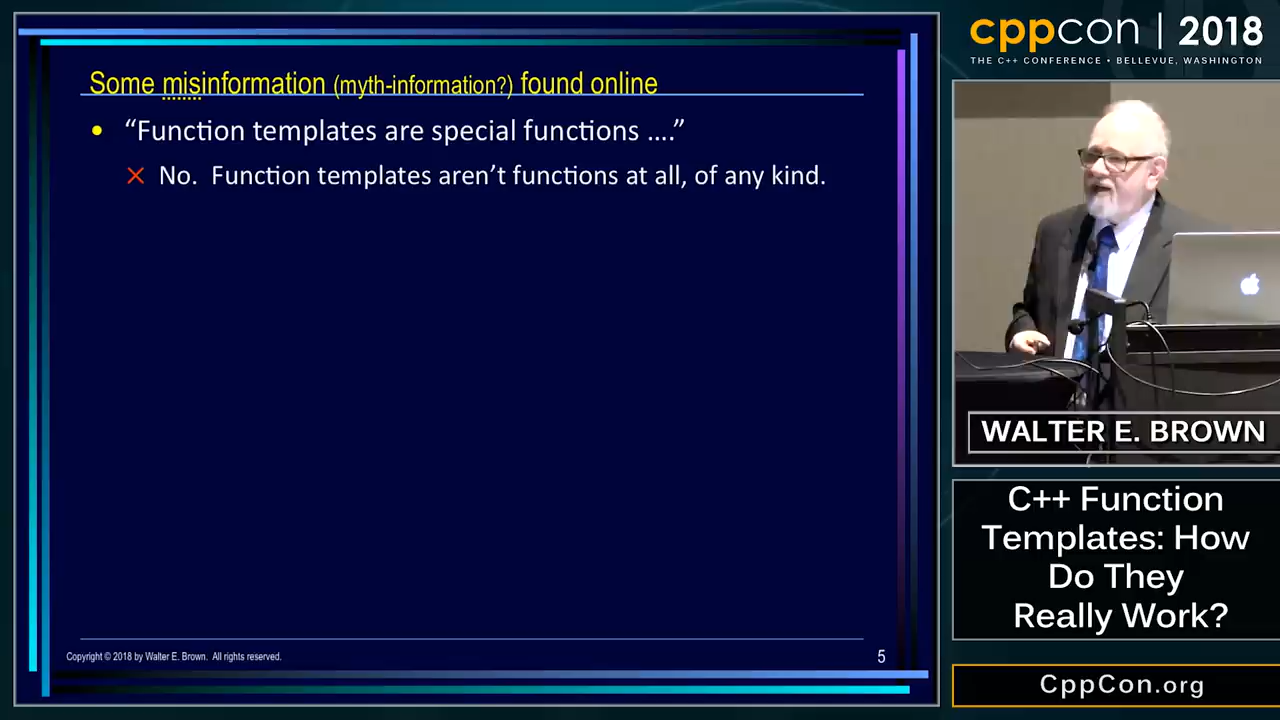 Some misinformation (myth-information?) found online
• “Function templates are special functions ....”
✕ No. Function templates aren’t functions at all, of any kind.
Copyright © 2018 by Walter E. Brown. All rights reserved.
5
cppcon | 2018
THE C++ CONFERENCE • BELLEVUE, WASHINGTON
WALTER E. BROWN
C++ Function
Templates: How
Do They
Really Work?
CppCon.org